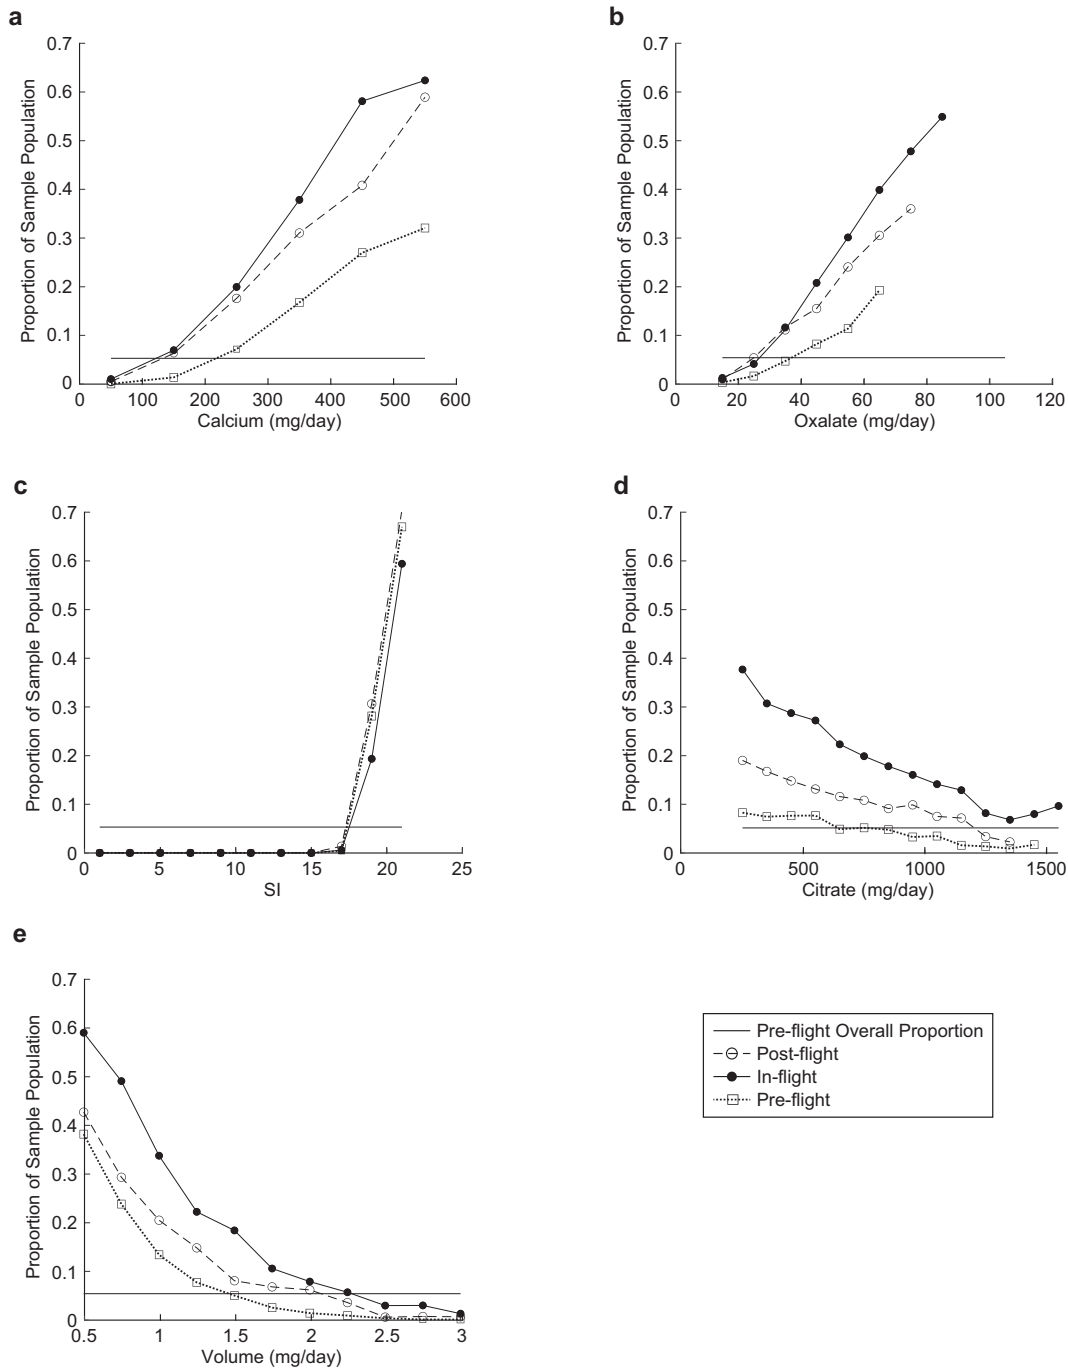 a
0.7
0.6
0.5
0.4
0.3
0.2
0.1
0
0 100 200 300 400 500 600
Calcium (mg/day)
Proportion of Sample Population
b
0.7
0.6
0.5
0.4
0.3
0.2
0.1
0
0 20 40 60 80 100 120
Oxalate (mg/day)
Proportion of Sample Population
c
0.7
0.6
0.5
0.4
0.3
0.2
0.1
0
0 5 10 15 20 25
SI
Proportion of Sample Population
d
0.7
0.6
0.5
0.4
0.3
0.2
0.1
0
0 500 1000 1500
Citrate (mg/day)
Proportion of Sample Population
e
0.7
0.6
0.5
0.4
0.3
0.2
0.1
0
0.5 1 1.5 2 2.5 3
Volume (mg/day)
Proportion of Sample Population
Pre-flight Overall Proportion
Post-flight
In-flight
Pre-flight